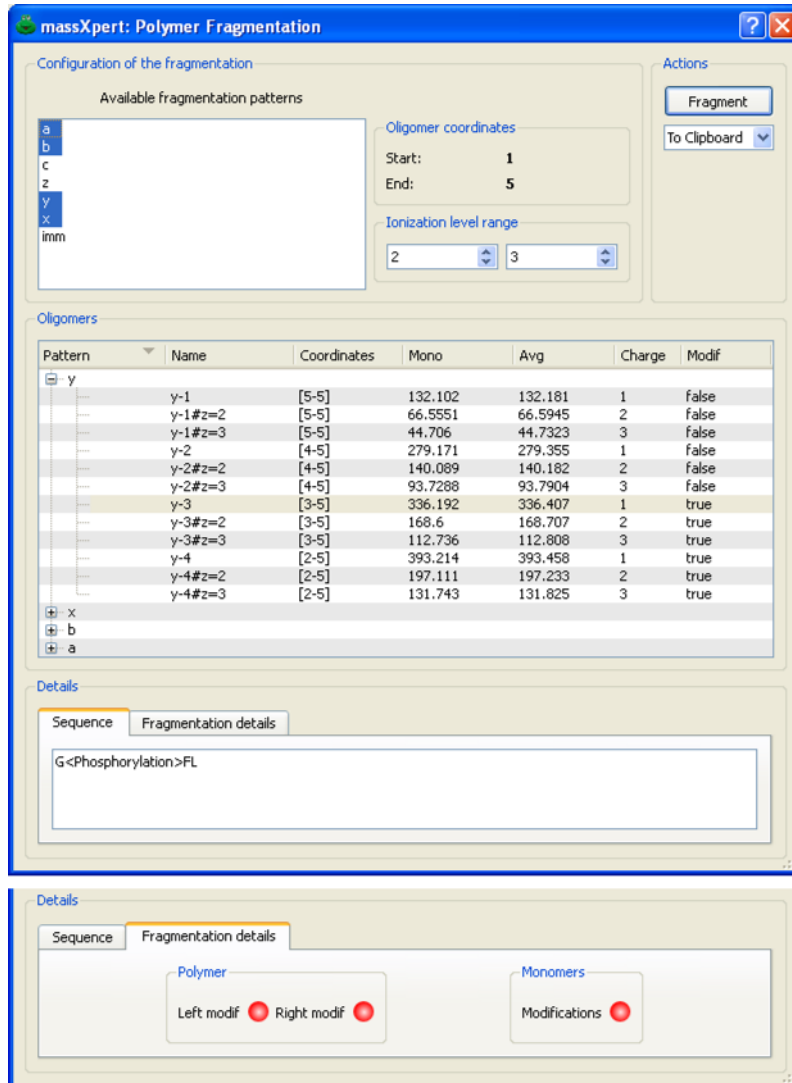 massXpert: Polymer Fragmentation
Configuration of the fragmentation
Actions
Available fragmentation patterns
Fragment
a
b
c
z
y
x
imm
Oligomer coordinates
To Clipboard
Start: 1
End: 5
Ionization level range
2 3
Oligomers
Pattern Name Coordinates Mono Avg Charge Modif
y
y-1 [5-5] 132.102 132.181 1 false
y-1#z=2 [5-5] 66.5551 66.5945 2 false
y-1#z=3 [5-5] 44.706 44.7323 3 false
y-2 [4-5] 279.171 279.355 1 false
y-2#z=2 [4-5] 140.089 140.182 2 false
y-2#z=3 [4-5] 93.7288 93.7904 3 false
y-3 [3-5] 336.192 336.407 1 true
y-3#z=2 [3-5] 168.6 168.707 2 true
y-3#z=3 [3-5] 112.736 112.808 3 true
y-4 [2-5] 393.214 393.458 1 true
y-4#z=2 [2-5] 197.111 197.233 2 true
y-4#z=3 [2-5] 131.743 131.825 3 true
x
b
a
Details
Sequence Fragmentation details
G<Phosphorylation>FL
Details
Sequence Fragmentation details
Polymer Monomers
Left modif Right modif Modifications